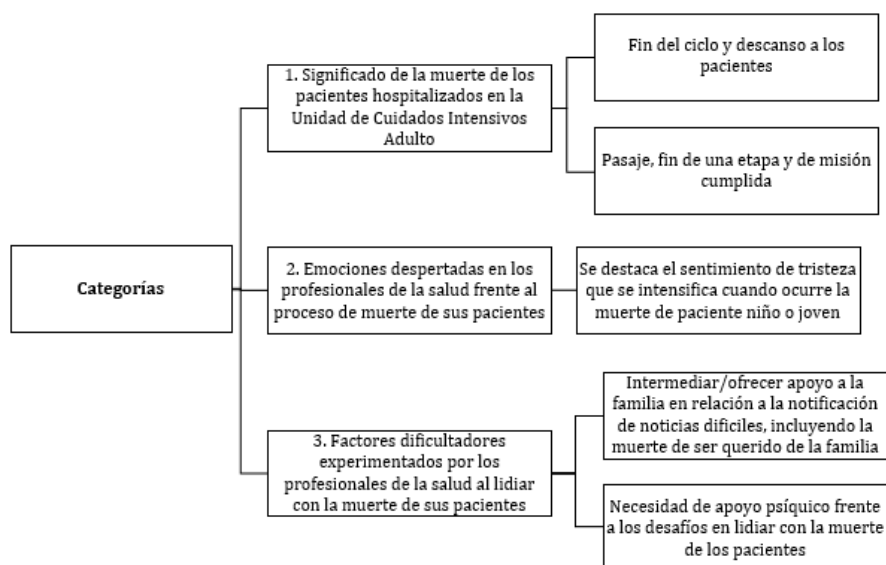 Categorías
1. Significado de la muerte de los
pacientes hospitalizados en la
Unidad de Cuidados Intensivos
Adulto
Fin del ciclo y descanso a los
pacientes
Pasaje, fin de una etapa y de misión
cumplida
2. Emociones despertadas en los
profesionales de la salud frente al
proceso de muerte de sus pacientes
Se destaca el sentimiento de tristeza
que se intensifica cuando ocurre la
muerte de paciente niño o joven
3. Factores dificultadores
experimentados por los
profesionales de la salud al lidiar
con la muerte de sus pacientes
Intermediar/ofrecer apoyo a la
familia en relación a la notificación
de noticias dificiles, incluyendo la
muerte de ser querido de la familia
Necesidad de apoyo psíquico frente
a los desafíos en lidiar con la muerte
de los pacientes